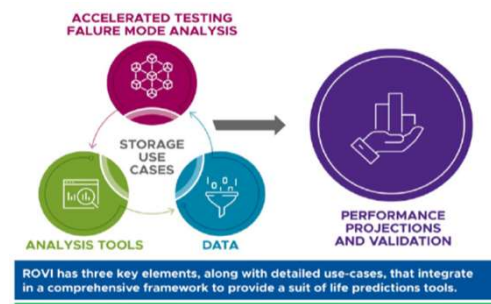 ACCELERATED TESTING
FALURE MODE ANALYSIS
STORAGE
USE
CASES
ANALYSIS TOOLS
DATA
PERFORMANCE
PROJECTIONS
AND VALIDATION
ROVI has three key elements, along with detailed use-cases, that integrate
in a comprehensive framework to provide a suit of life predictions tools.